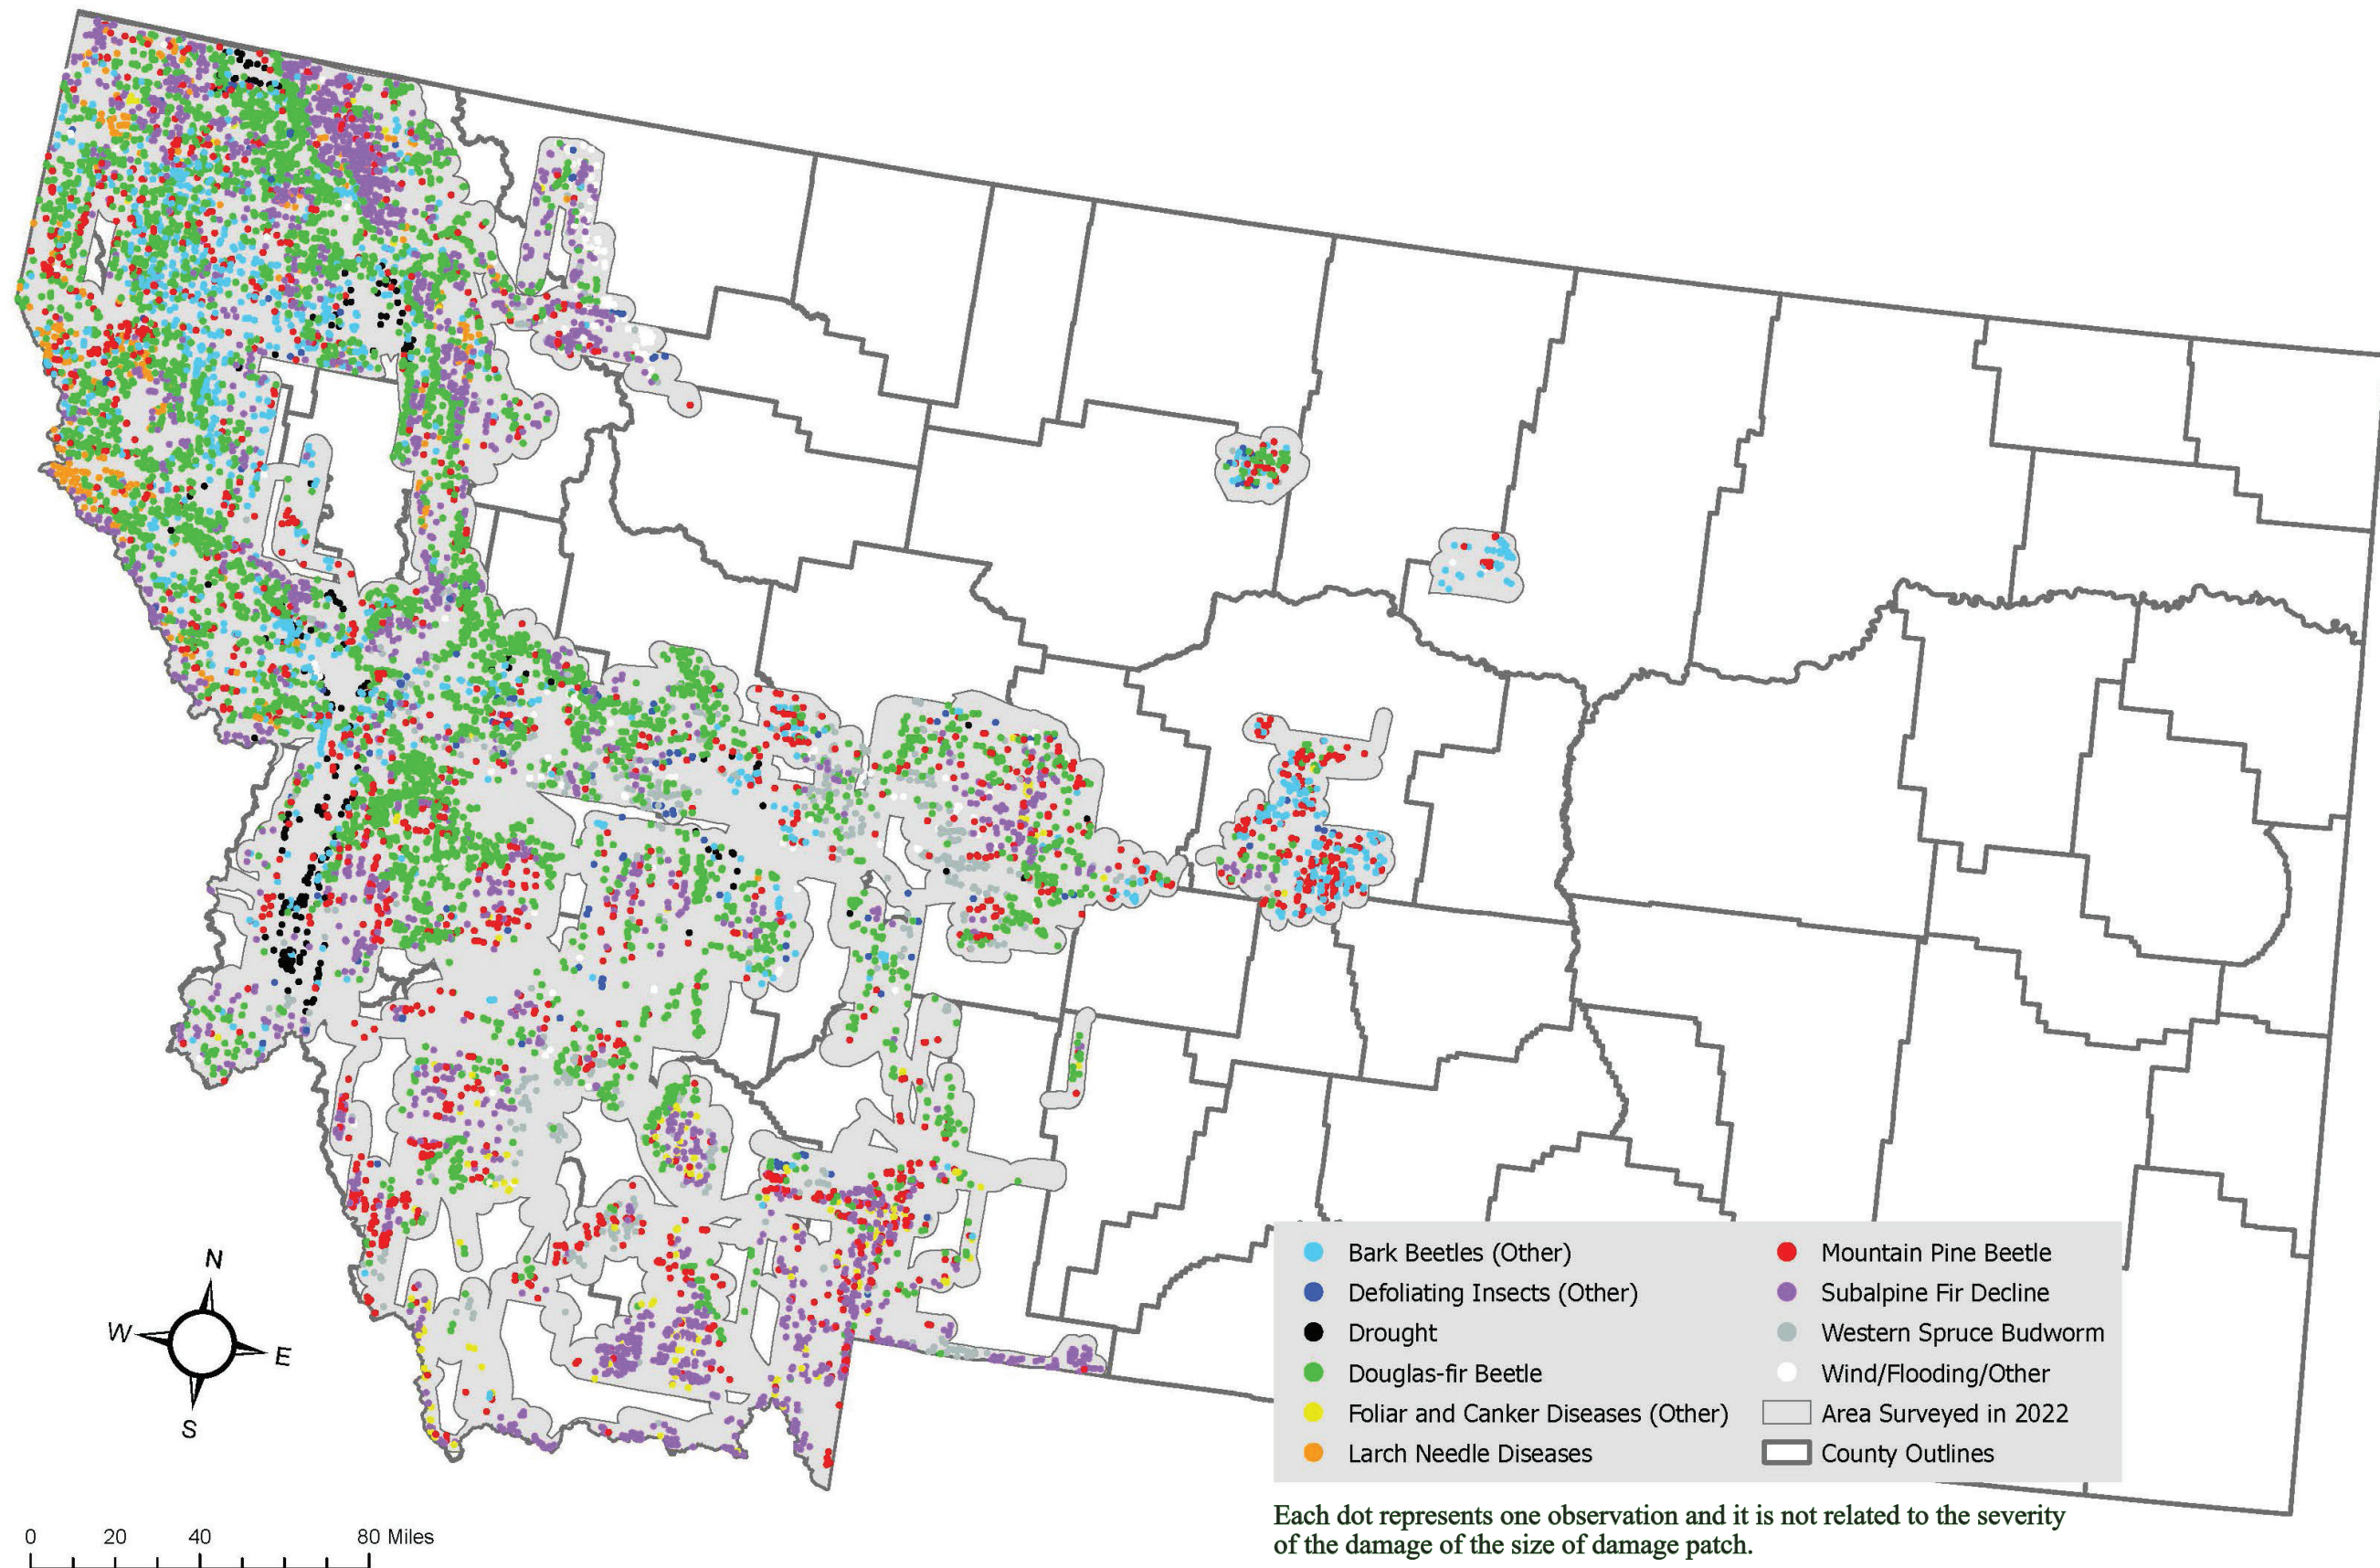 N
W
E
S
0 20 40 80 Miles
Bark Beetles (Other)
Defoliating Insects (Other)
Drought
Douglas-fir Beetle
Foliar and Canker Diseases (Other)
Larch Needle Diseases
Mountain Pine Beetle
Subalpine Fir Decline
Western Spruce Budworm
Wind/Flooding/Other
Area Surveyed in 2022
County Outlines
Each dot represents one observation and it is not related to the severity
of the damage of the size of damage patch.